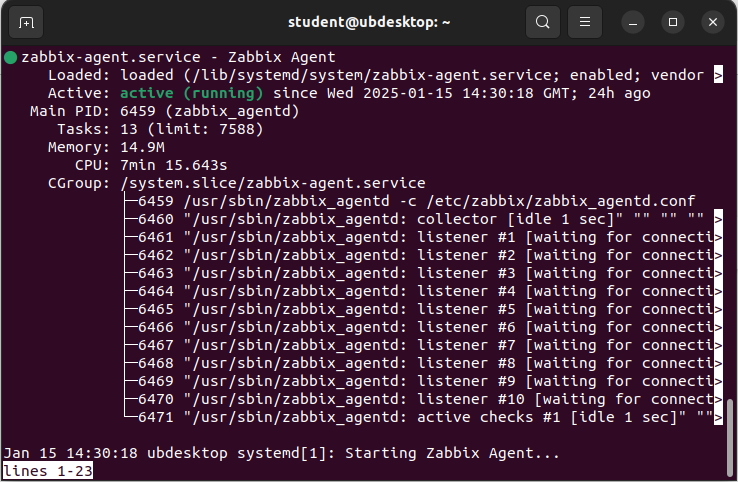 student@ubdesktop: ~
zabbix-agent.service - Zabbix Agent
Loaded: loaded (/lib/systemd/system/zabbix-agent.service; enabled; vendor >
Active: active (running) since Wed 2025-01-15 14:30:18 GMT; 24h ago
Main PID: 6459 (zabbix_agentd)
Tasks: 13 (limit: 7588)
Memory: 14.9M
CPU: 7min 15.643s
CGroup: /system.slice/zabbix-agent.service
├─6459 /usr/sbin/zabbix_agentd -c /etc/zabbix/zabbix_agentd.conf
├─6460 "/usr/sbin/zabbix_agentd: collector [idle 1 sec]" "" "" "" >
├─6461 "/usr/sbin/zabbix_agentd: listener #1 [waiting for connecti>
├─6462 "/usr/sbin/zabbix_agentd: listener #2 [waiting for connecti>
├─6463 "/usr/sbin/zabbix_agentd: listener #3 [waiting for connecti>
├─6464 "/usr/sbin/zabbix_agentd: listener #4 [waiting for connecti>
├─6465 "/usr/sbin/zabbix_agentd: listener #5 [waiting for connecti>
├─6466 "/usr/sbin/zabbix_agentd: listener #6 [waiting for connecti>
├─6467 "/usr/sbin/zabbix_agentd: listener #7 [waiting for connecti>
├─6468 "/usr/sbin/zabbix_agentd: listener #8 [waiting for connecti>
├─6469 "/usr/sbin/zabbix_agentd: listener #9 [waiting for connecti>
├─6470 "/usr/sbin/zabbix_agentd: listener #10 [waiting for connect>
└─6471 "/usr/sbin/zabbix_agentd: active checks #1 [idle 1 sec]" "">
Jan 15 14:30:18 ubdesktop systemd[1]: Starting Zabbix Agent...
lines 1-23